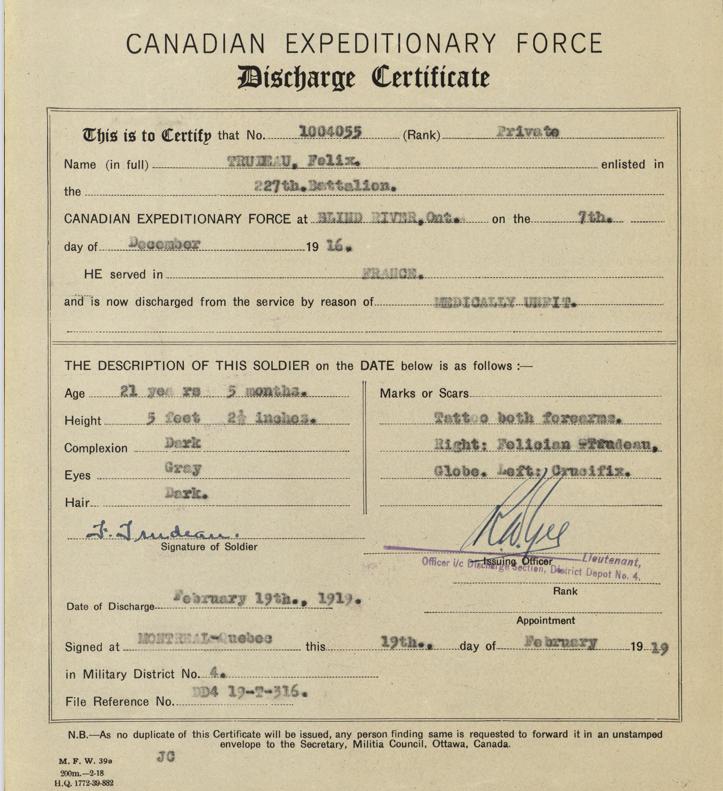 CANADIAN EXPEDITIONARY FORCE
Discharge Certificate
This is to Certify that No. 1004055 (Rank) Private
Name (in full) TRUDEAU, Felix. enlisted in
the 227th.Battalion.
CANADIAN EXPEDITIONARY FORCE at BLIND RIVER,Ont. on the 7th.
day of December 19 16.
HE served in FRANCE.
and is now discharged from the service by reason of MEDICALLY UNFIT.
THE DESCRIPTION OF THIS SOLDIER on the DATE below is as follows :—
Age 21 yea rs 5 months.
Height 5 feet 2½ inches.
Complexion Dark
Eyes Gray
Hair Dark.
Marks or Scars
Tattoo both forearms.
Right: Felician Trudeau,
Globe. Left: Crucifix.
F. Trudeau.
Signature of Soldier
Issuing Officer
Lieutenant,
Officer i/c Discharge Section, District Depot No. 4.
Rank
Date of Discharge February 19th., 1919.
Appointment
Signed at MONTREAL-Quebec this 19th. day of February 19 19
in Military District No. 4.
File Reference No. DD4 19-T-316.
N.B.—As no duplicate of this Certificate will be issued, any person finding same is requested to forward it in an unstamped
envelope to the Secretary, Militia Council, Ottawa, Canada.
JC
M. F. W. 39a
200m.—2-18
H.Q. 1772-39-882